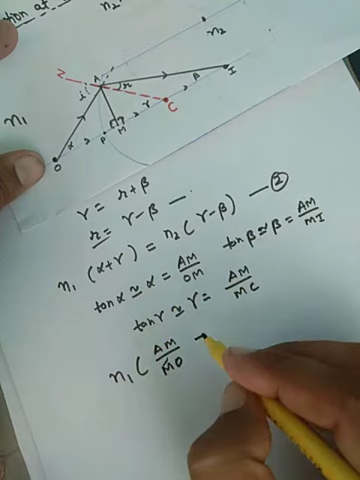 tion at
n₂
n₂
N A i r
n₁
α P M γ C β I
O
γ = r + β
r = γ - β —
n₁ (α+γ) = n₂ (γ-β) — ②
tan α ≃ α = AM/OM tan β ≃ β = AM/MI
tan γ ≃ γ = AM/MC
n₁ ( AM/MO